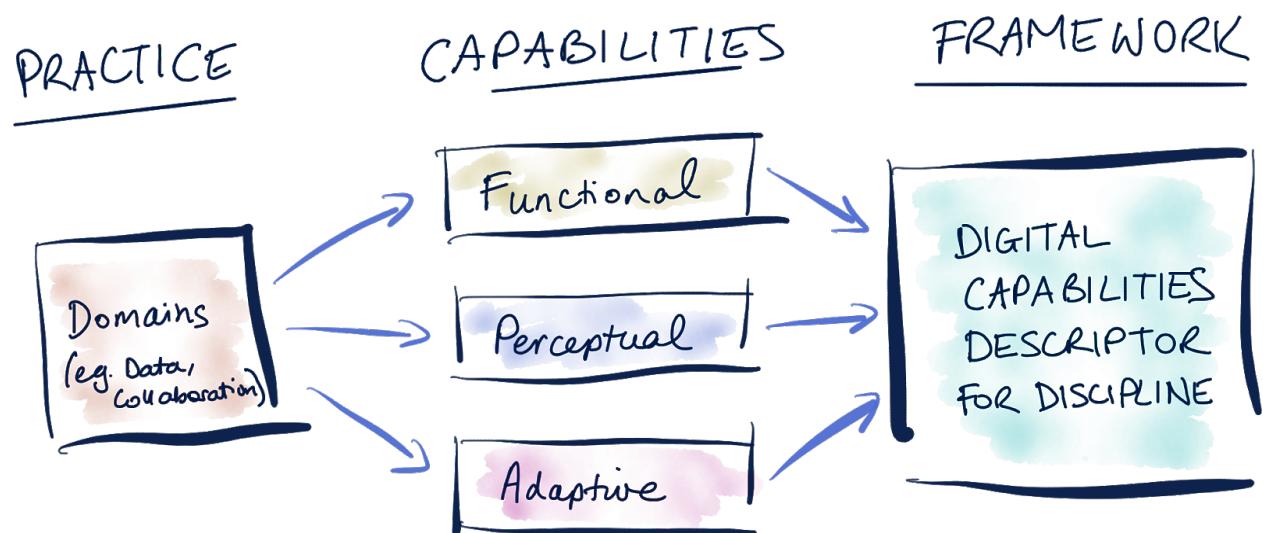 PRACTICE
CAPABILITIES
FRAMEWORK
Domains
(eg. Data,
Collaboration)
Functional
Perceptual
Adaptive
DIGITAL
CAPABILITIES
DESCRIPTOR
FOR DISCIPLINE